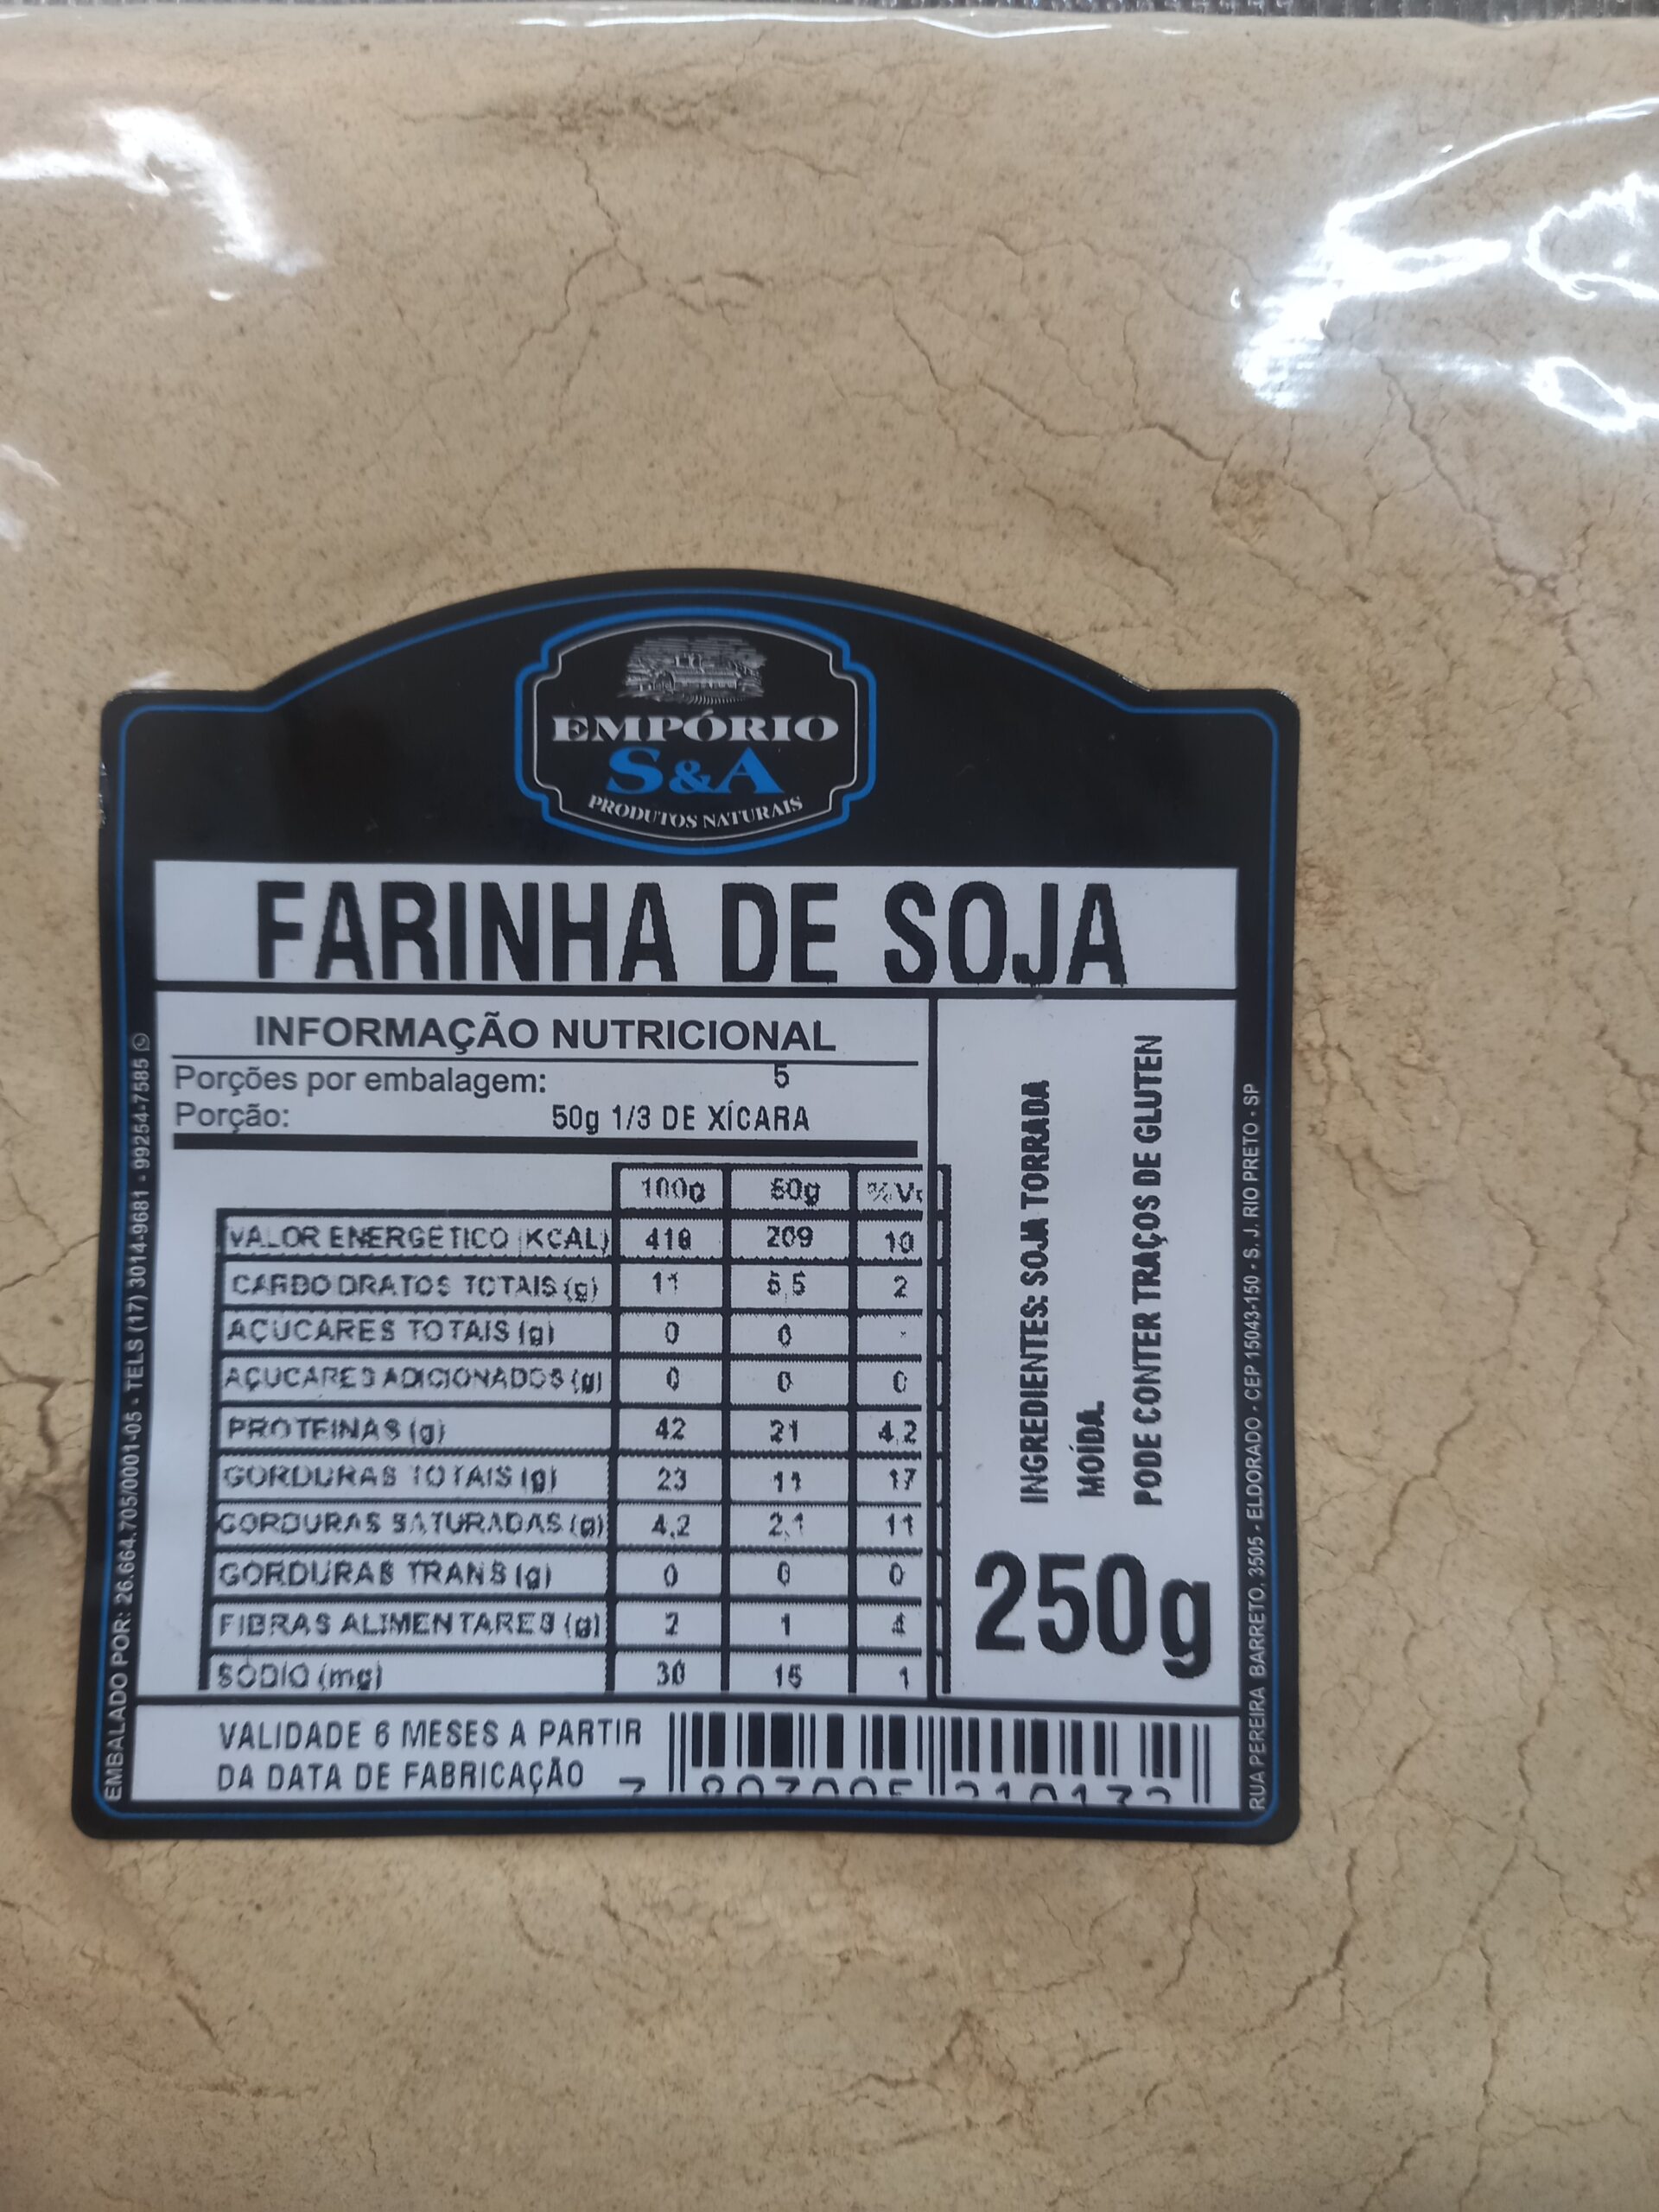 EMPÓRIO
S&A
PRODUTOS NATURAIS
FARINHA DE SOJA
INFORMAÇÃO NUTRICIONAL
Porções por embalagem: 5
Porção: 50g 1/3 DE XÍCARA
100g 50g
VALOR ENERGÉTICO (KCAL) 418 209 10
CARBOIDRATOS TOTAIS (g) 11 5,5 2
AÇUCARES TOTAIS (g) 0 0 -
AÇUCARES ADICIONADOS (g) 0 0 0
PROTEINAS (g) 42 21 4,2
GORDURAS TOTAIS (g) 23 11 17
GORDURAS SATURADAS (g) 4,2 2,1 11
GORDURAS TRANS (g) 0 0 0
FIBRAS ALIMENTARES (g) 2 1 4
SÓDIO (mg) 30 15 1
INGREDIENTES: SOJA TORRADA
MOÍDA.
PODE CONTER TRAÇOS DE GLUTEN
250g
VALIDADE 6 MESES A PARTIR
DA DATA DE FABRICAÇÃO
EMBALADO POR: 26.664.705/0001-05 - TELS (17) 3014-9681 - 99254-7585
RUA PEREIRA BARRETO, 3505 - ELDORADO - CEP 15043-150 - S. J. RIO PRETO - SP